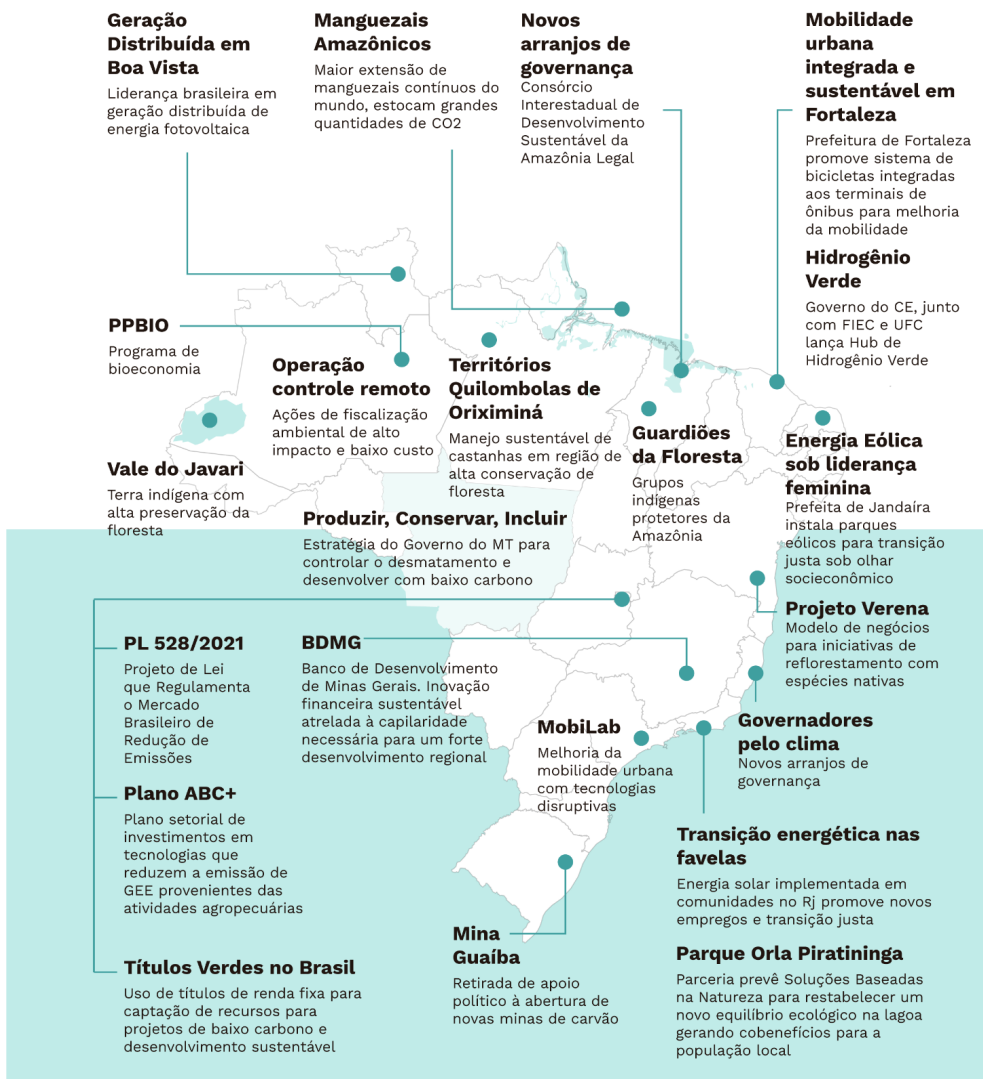 Geração
Distribuída em
Boa Vista
Liderança brasileira em
geração distribuída de
energia fotovoltaica
Manguezais
Amazônicos
Maior extensão de
manguezais contínuos do
mundo, estocam grandes
quantidades de CO2
Novos
arranjos de
governança
Consórcio
Interestadual de
Desenvolvimento
Sustentável da
Amazônia Legal
Mobilidade
urbana
integrada e
sustentável em
Fortaleza
Prefeitura de Fortaleza
promove sistema de
bicicletas integradas
aos terminais de
ônibus para melhoria
da mobilidade
Hidrogênio
Verde
Governo do CE, junto
com FIEC e UFC
lança Hub de
Hidrogênio Verde
PPBIO
Programa de
bioeconomia
Operação
controle remoto
Ações de fiscalização
ambiental de alto
impacto e baixo custo
Territórios
Quilombolas de
Oriximiná
Manejo sustentável de
castanhas em região de
alta conservação de
floresta
Guardiões
da Floresta
Grupos
indígenas
protetores da
Amazônia
Energia Eólica
sob liderança
feminina
Prefeita de Jandaíra
instala parques
eólicos para transição
justa sob olhar
socieconômico
Vale do Javari
Terra indígena com
alta preservação da
floresta
Produzir, Conservar, Incluir
Estratégia do Governo do MT para
controlar o desmatamento e
desenvolver com baixo carbono
Projeto Verena
Modelo de negócios
para iniciativas de
reflorestamento com
espécies nativas
PL 528/2021
Projeto de Lei
que Regulamenta
o Mercado
Brasileiro de
Redução de
Emissões
BDMG
Banco de Desenvolvimento
de Minas Gerais. Inovação
financeira sustentável
atrelada à capilaridade
necessária para um forte
desenvolvimento regional
MobiLab
Melhoria da
mobilidade urbana
com tecnologias
disruptivas
Governadores
pelo clima
Novos arranjos de
governança
Plano ABC+
Plano setorial de
investimentos em
tecnologias que
reduzem a emissão de
GEE provenientes das
atividades agropecuárias
Transição energética nas
favelas
Energia solar implementada em
comunidades no Rj promove novos
empregos e transição justa
Mina
Guaíba
Retirada de apoio
político à abertura de
novas minas de carvão
Parque Orla Piratininga
Parceria prevê Soluções Baseadas
na Natureza para restabelecer um
novo equilíbrio ecológico na lagoa
gerando cobenefícios para a
população local
Títulos Verdes no Brasil
Uso de títulos de renda fixa para
captação de recursos para
projetos de baixo carbono e
desenvolvimento sustentável